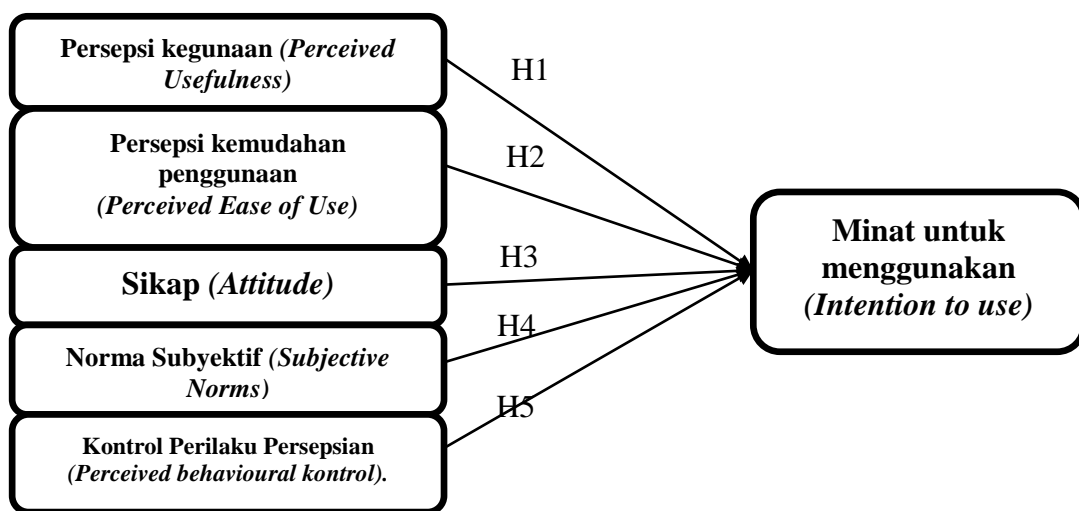 Persepsi kegunaan (Perceived
Usefulness)
H1
Persepsi kemudahan
penggunaan
(Perceived Ease of Use)
H2
Sikap (Attitude)
H3
Norma Subyektif (Subjective
Norms)
H4
Kontrol Perilaku Persepsian
(Perceived behavioural kontrol).
H5
Minat untuk
menggunakan
(Intention to use)